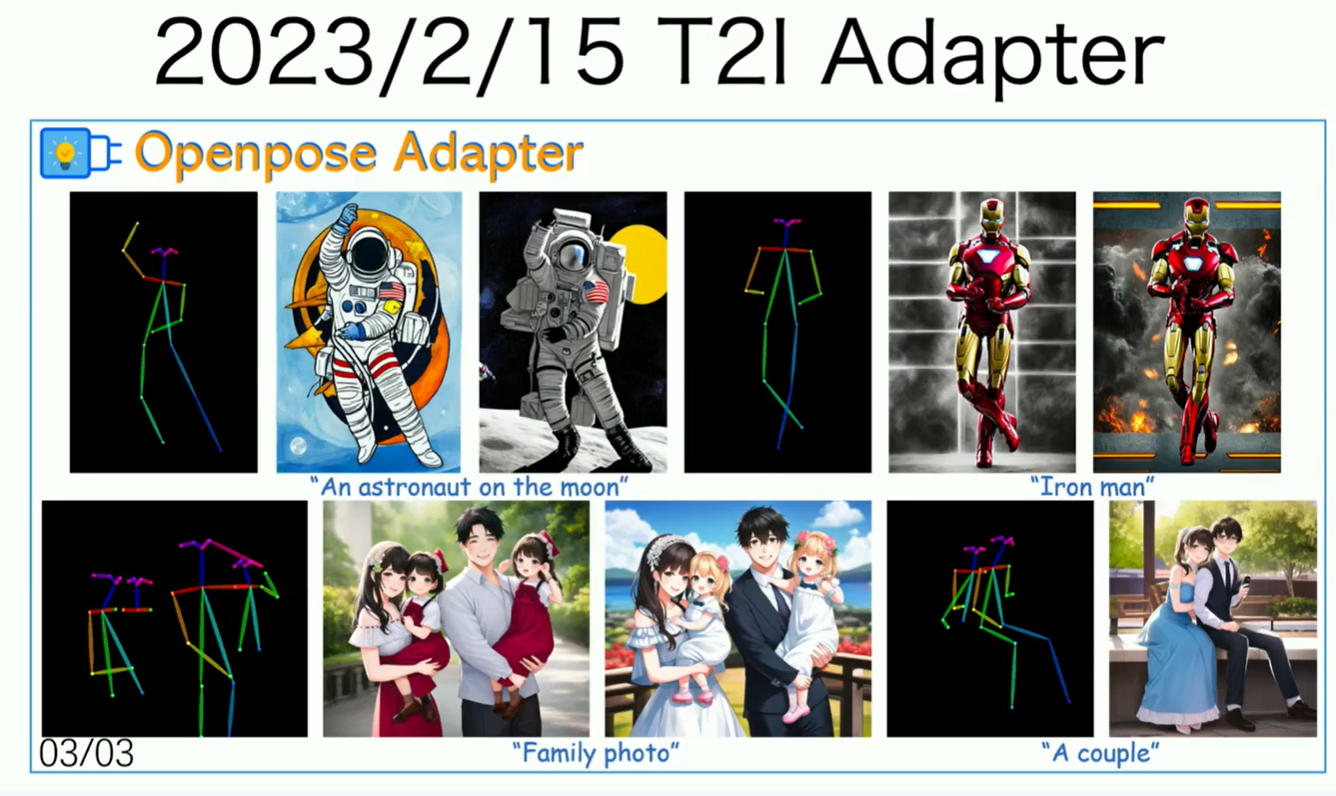 2023/2/15 T2I Adapter
Openpose Adapter
“An astronaut on the moon”
“Iron man”
03/03
“Family photo”
“A couple”